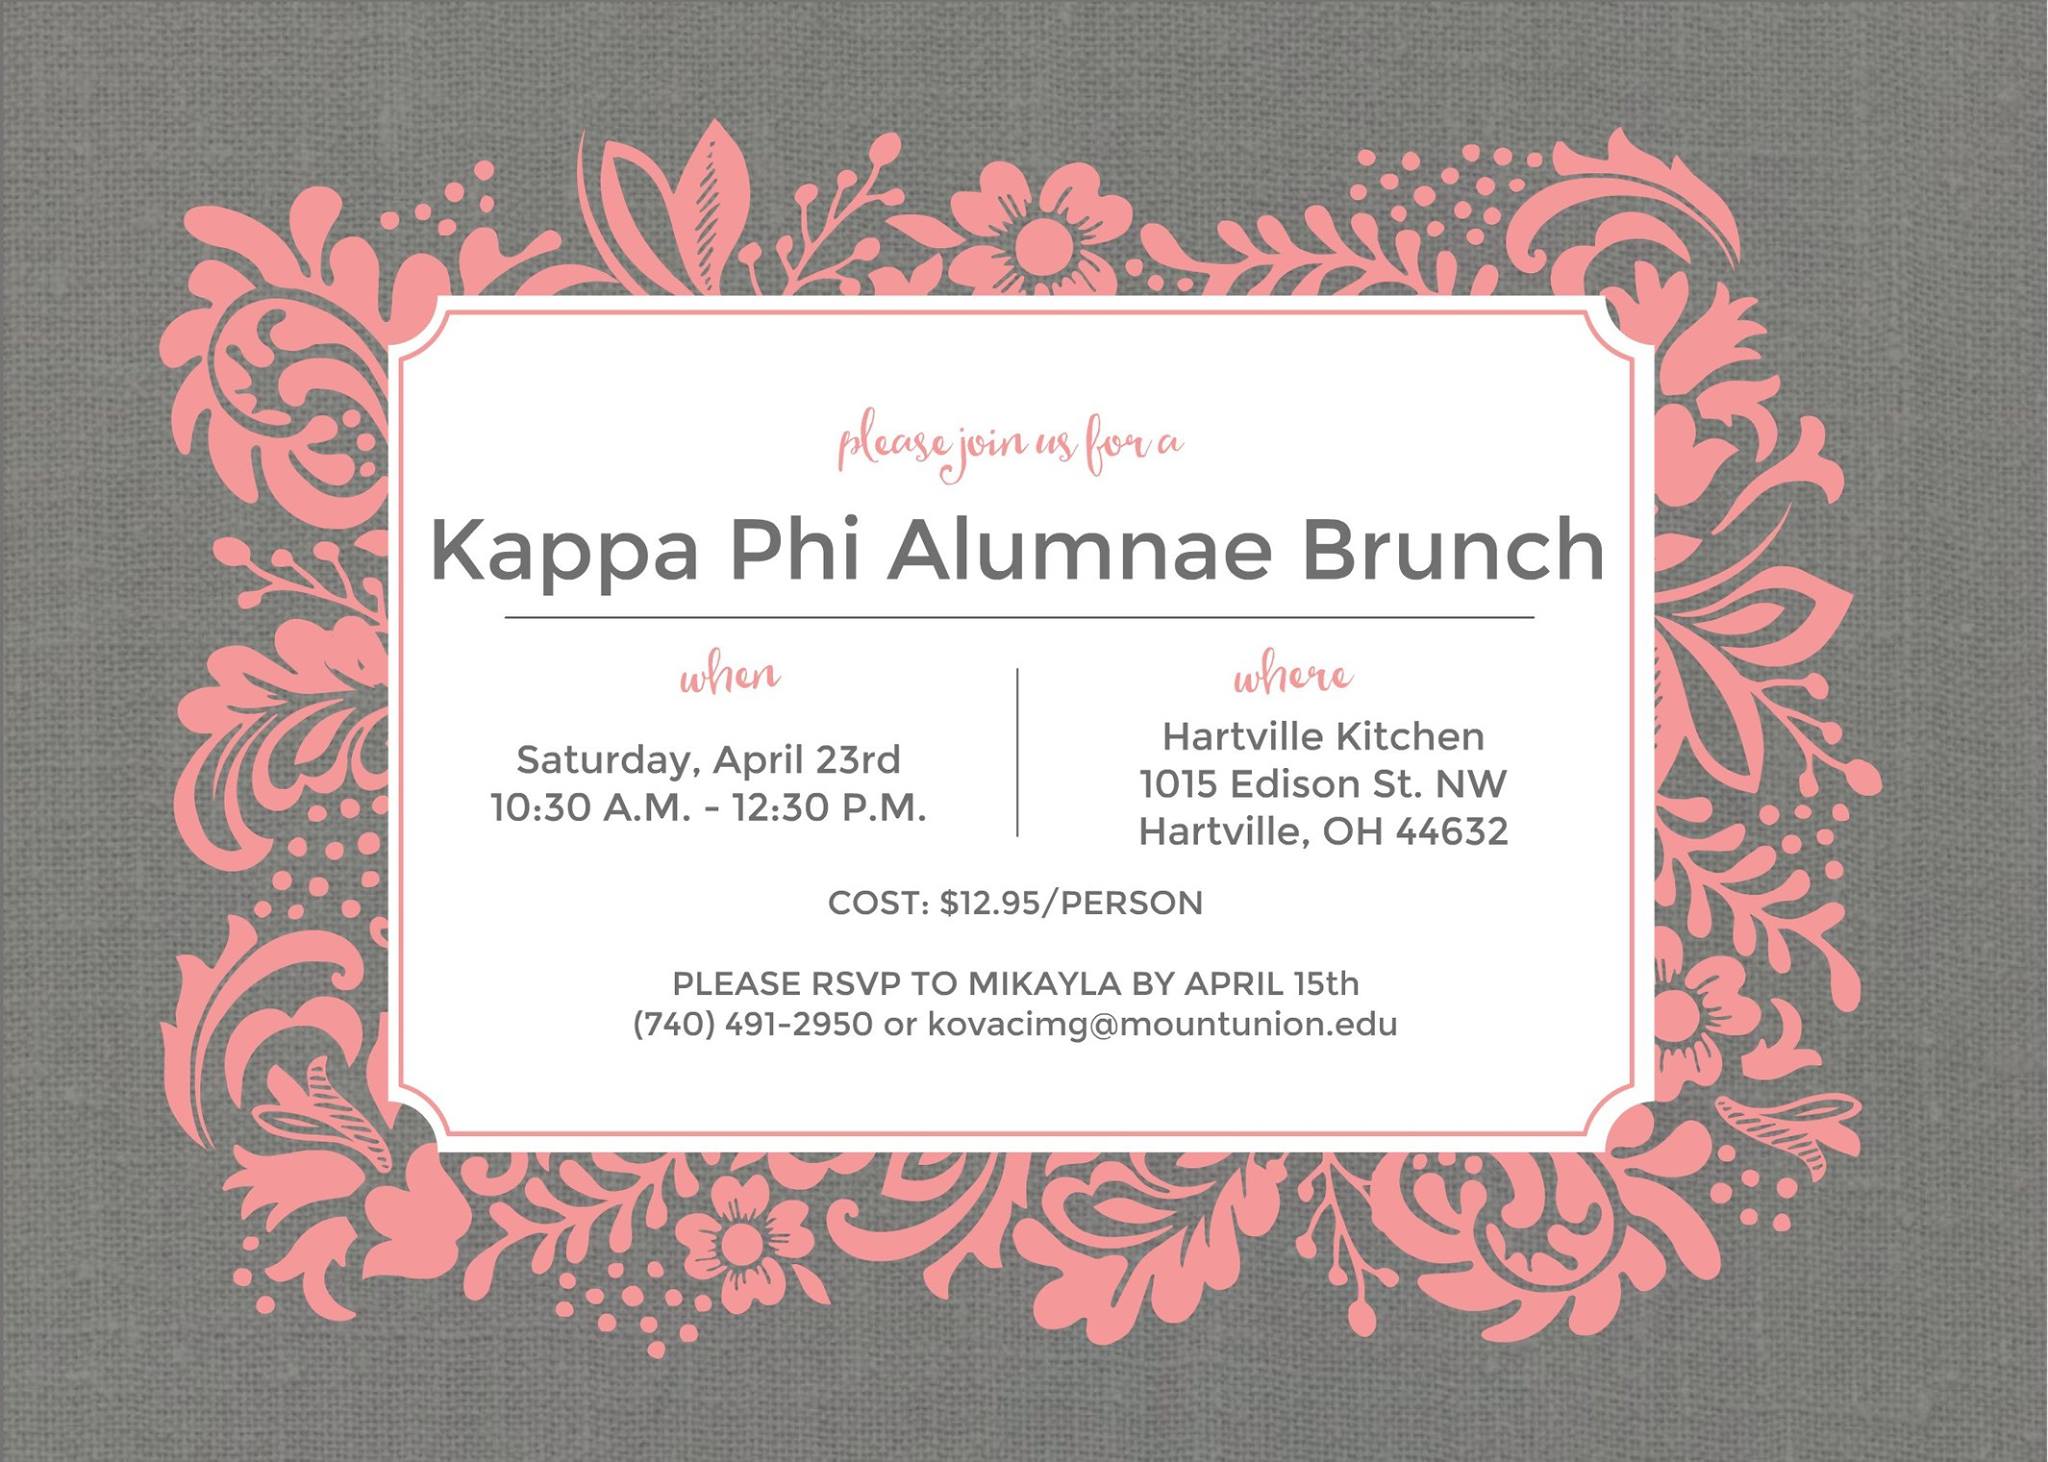 please join us for a
Kappa Phi Alumnae Brunch
when
Saturday, April 23rd
10:30 A.M. - 12:30 P.M.
where
Hartville Kitchen
1015 Edison St. NW
Hartville, OH 44632
COST: $12.95/PERSON
PLEASE RSVP TO MIKAYLA BY APRIL 15th
(740) 491-2950 or kovacimg@mountunion.edu